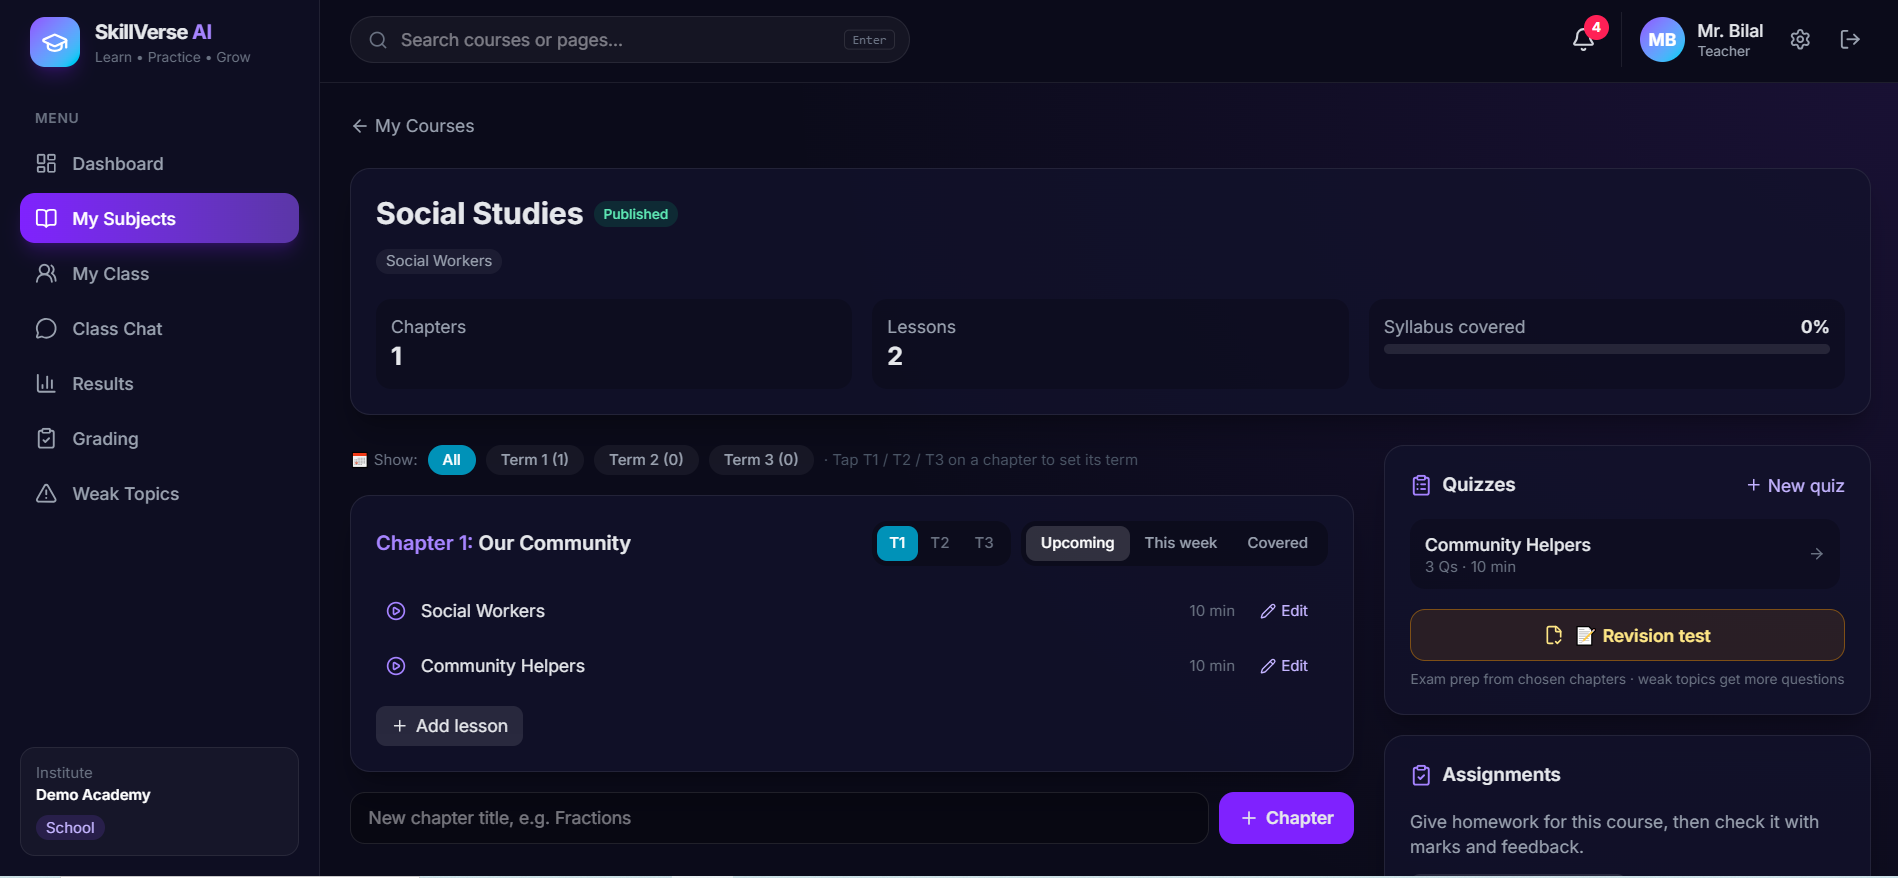 SkillVerse AI
Learn • Practice • Grow
Search courses or pages...
Enter
4
MB
Mr. Bilal
Teacher
MENU
Dashboard
My Subjects
My Class
Class Chat
Results
Grading
Weak Topics
Institute
Demo Academy
School
← My Courses
Social Studies
Published
Social Workers
Chapters
1
Lessons
2
Syllabus covered
0%
Show:
All
Term 1 (1)
Term 2 (0)
Term 3 (0)
· Tap T1 / T2 / T3 on a chapter to set its term
Chapter 1: Our Community
T1
T2
T3
Upcoming
This week
Covered
Social Workers
10 min
Edit
Community Helpers
10 min
Edit
+ Add lesson
New chapter title, e.g. Fractions
+ Chapter
Quizzes
+ New quiz
Community Helpers
3 Qs · 10 min
→
Revision test
Exam prep from chosen chapters · weak topics get more questions
Assignments
Give homework for this course, then check it with
marks and feedback.